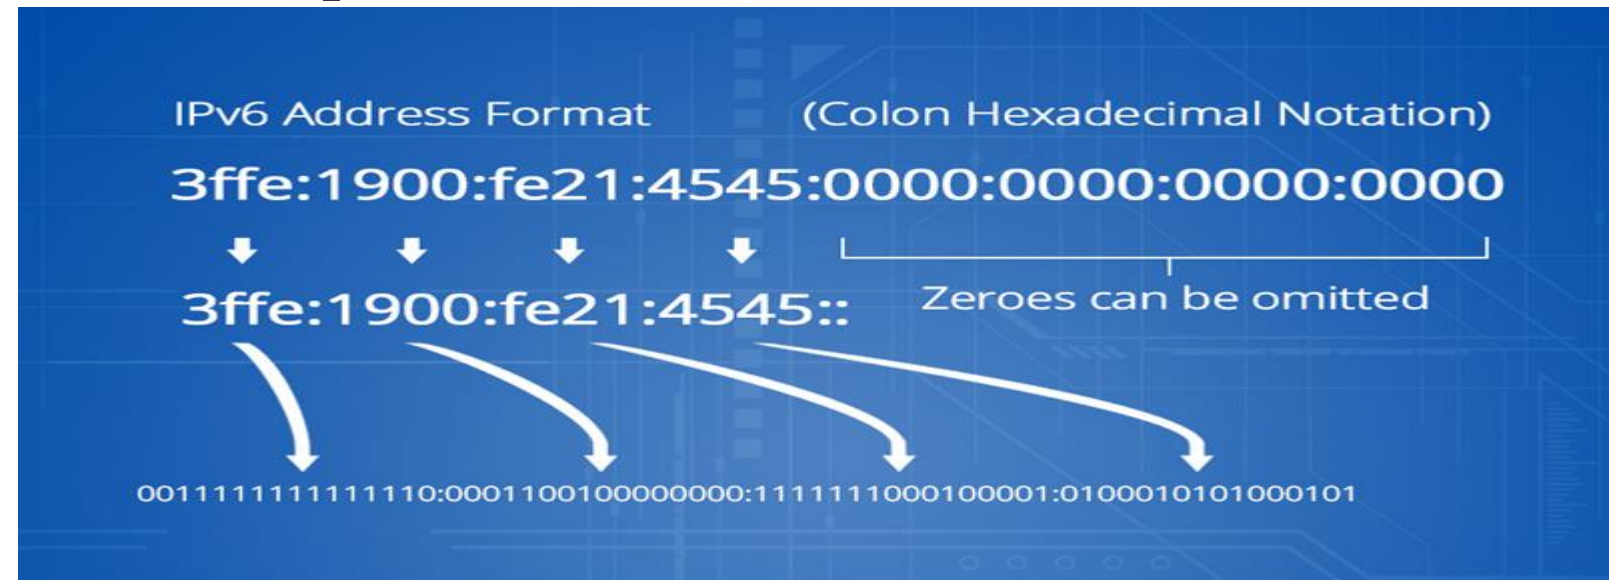 IPv6 Address Format (Colon Hexadecimal Notation)
3ffe:1900:fe21:4545:0000:0000:0000:0000
3ffe:1900:fe21:4545::
Zeroes can be omitted
0011111111111110:0001100100000000:1111111000100001:0100010101000101